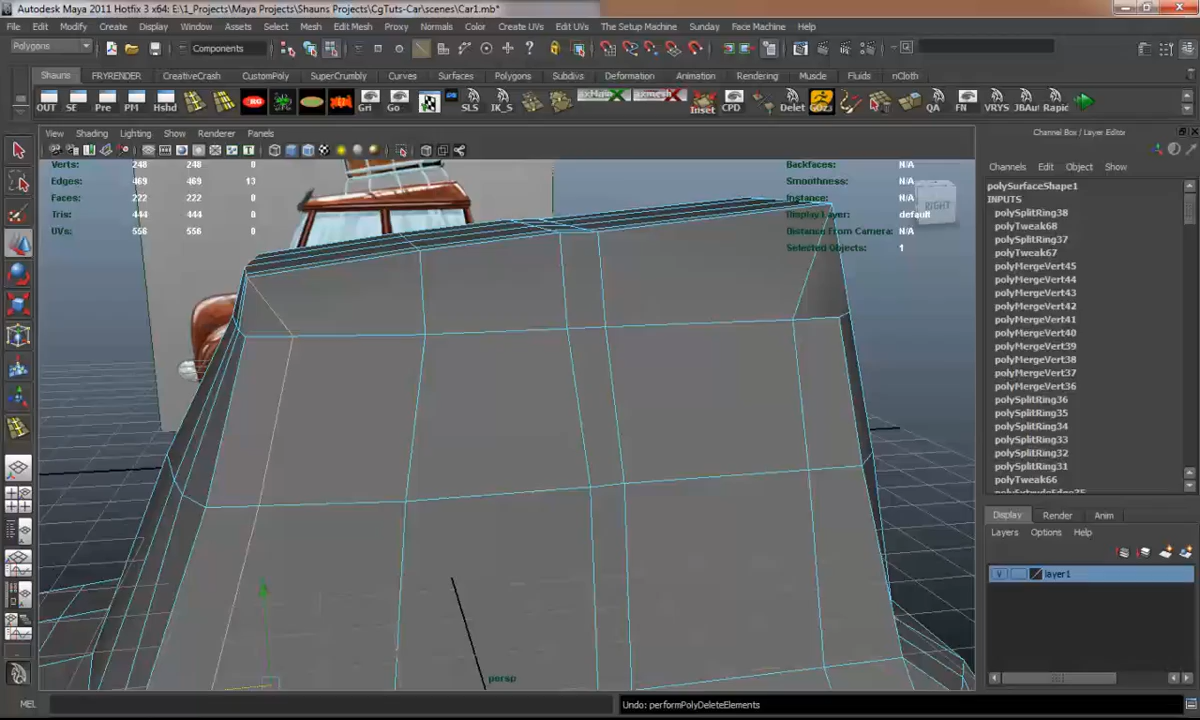 Autodesk Maya 2011 Hotfix 3 x64: E:\1_Projects\Maya Projects\Shauns Projects\CgTuts-Car\scenes\Car1.mb*
File Edit Modify Create Display Window Assets Select Mesh Edit Mesh Proxy Normals Color Create UVs Edit UVs The Setup Machine Sunday Face Machine Help
Polygons Components
Shauns FRYRENDER CreativeCrash CustomPoly SuperCrumbly Curves Surfaces Polygons Subdivs Deformation Animation Rendering Muscle Fluids nCloth
OUT SE Pre PM Hshd Gri Go SLS IK_S Inset CPD Delet GOz3 QA FN VRYS JBAut Rapic
View Shading Lighting Show Renderer Panels
Verts: 248 248 0
Edges: 469 469 13
Faces: 222 222 0
Tris: 444 444 0
UVs: 556 556 0
Backfaces: N/A
Smoothness: N/A
Instance: N/A
Display Layer: default
Distance From Camera: N/A
Selected Objects: 1
RIGHT
persp
Channel Box / Layer Editor
Channels Edit Object Show
polySurfaceShape1
INPUTS
polySplitRing38
polyTweak68
polySplitRing37
polyTweak67
polyMergeVert45
polyMergeVert44
polyMergeVert43
polyMergeVert42
polyMergeVert41
polyMergeVert40
polyMergeVert39
polyMergeVert38
polyMergeVert37
polyMergeVert36
polySplitRing36
polySplitRing35
polySplitRing34
polySplitRing33
polySplitRing32
polySplitRing31
polyTweak66
Display Render Anim
Layers Options Help
V layer1
MEL Undo: performPolyDeleteElements